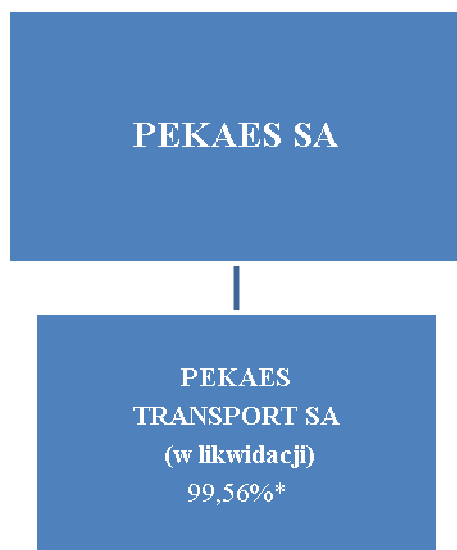 PEKAES SA
PEKAES
TRANSPORT SA
(w likwidacji)
99,56%*